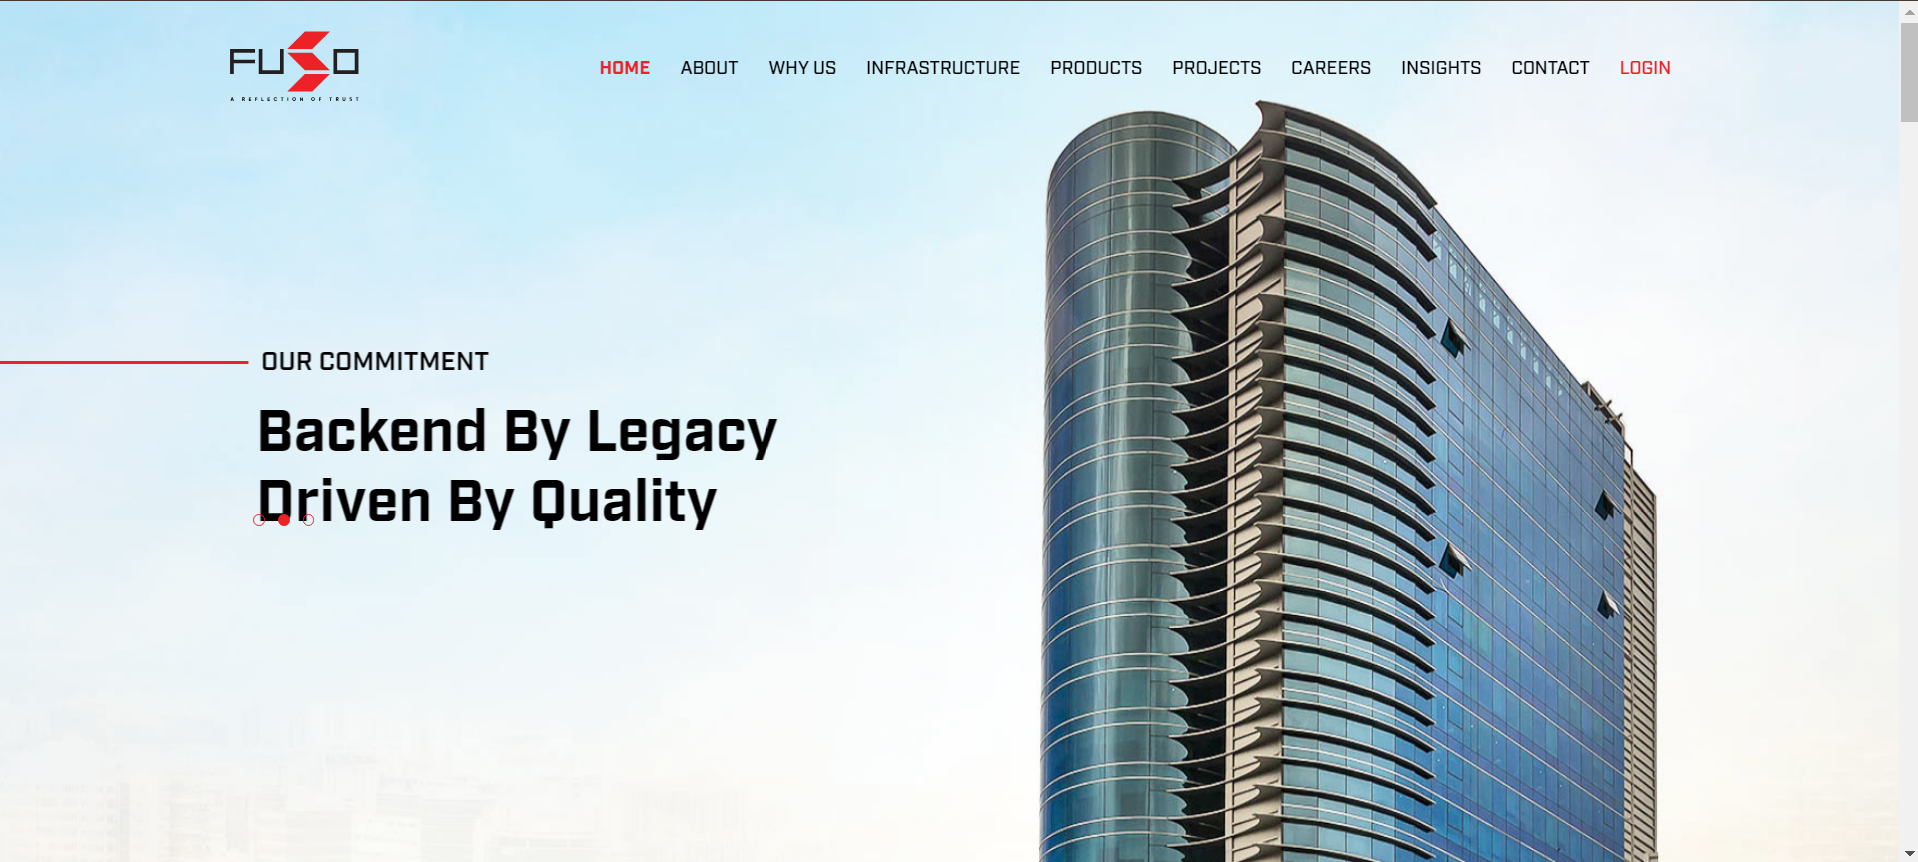 FUSO
A REFLECTION OF TRUST
HOME ABOUT WHY US INFRASTRUCTURE PRODUCTS PROJECTS CAREERS INSIGHTS CONTACT LOGIN
OUR COMMITMENT
Backend By Legacy
Driven By Quality